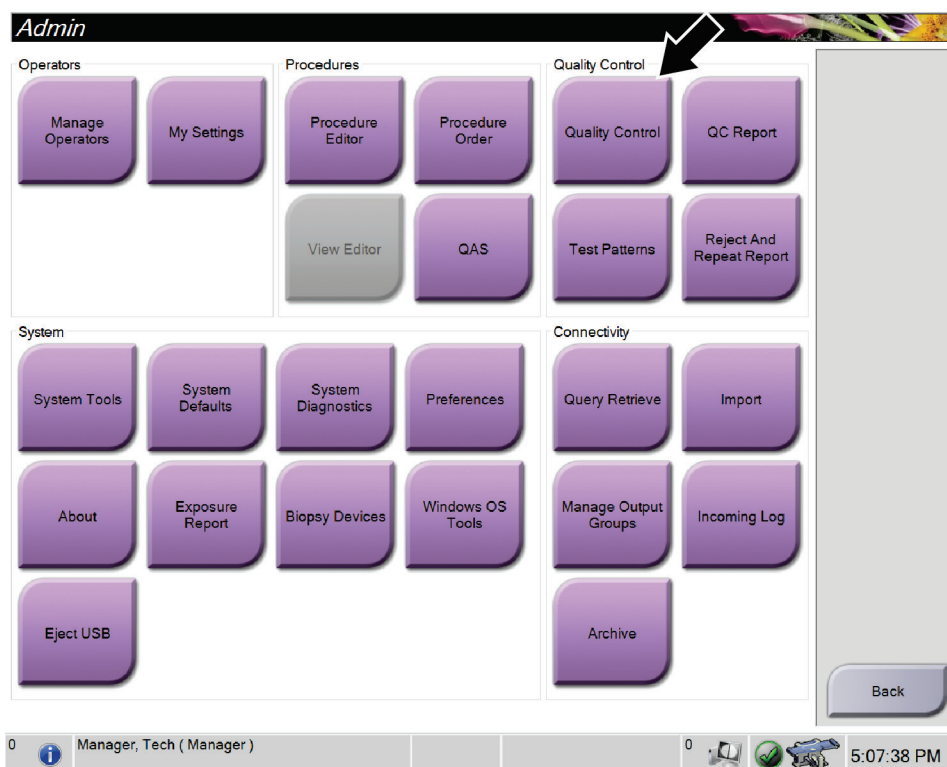 Admin
Operators
Procedures
Quality Control
Manage
Operators
My Settings
Procedure
Editor
Procedure
Order
Quality Control
QC Report
View Editor
QAS
Test Patterns
Reject And
Repeat Report
System
Connectivity
System Tools
System
Defaults
System
Diagnostics
Preferences
Query Retrieve
Import
About
Exposure
Report
Biopsy Devices
Windows OS
Tools
Manage Output
Groups
Incoming Log
Eject USB
Archive
Back
0
Manager, Tech ( Manager )
0
5:07:38 PM